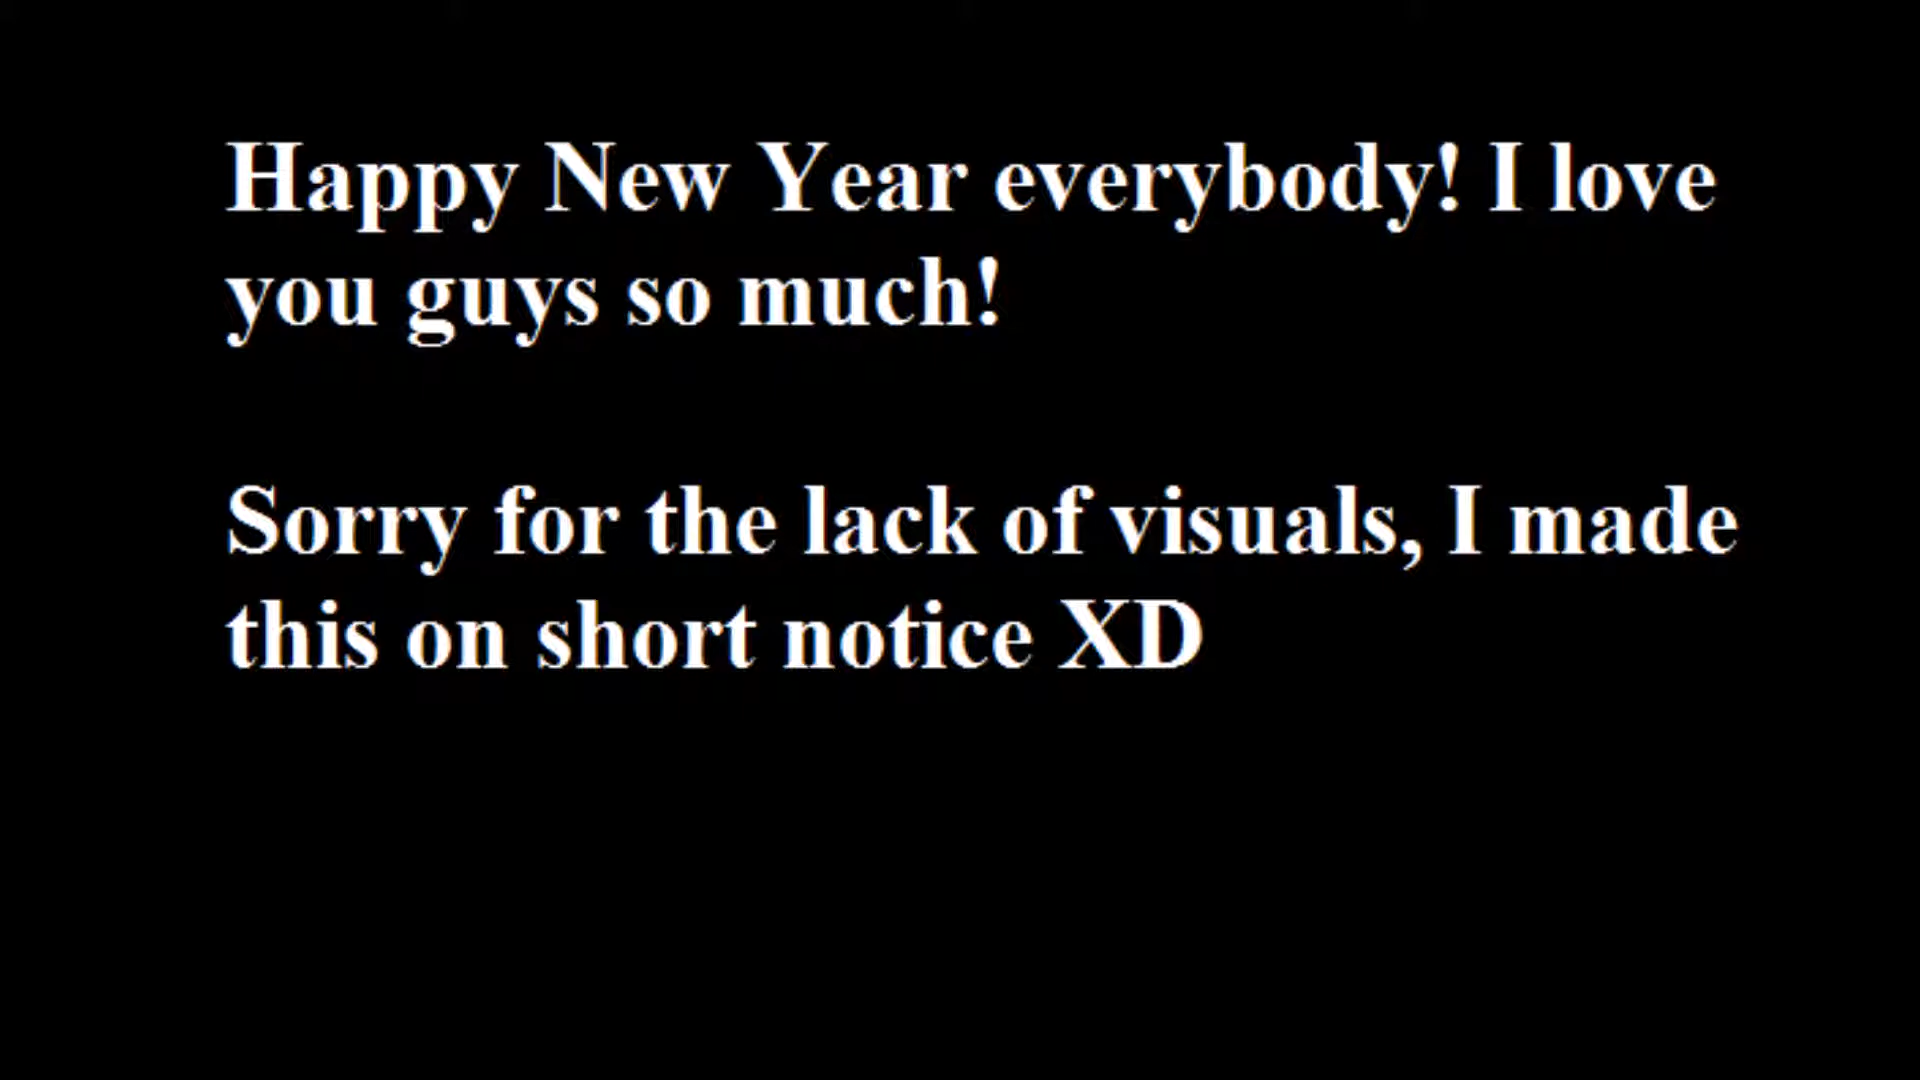 Happy New Year everybody! I love
you guys so much!
Sorry for the lack of visuals, I made
this on short notice XD